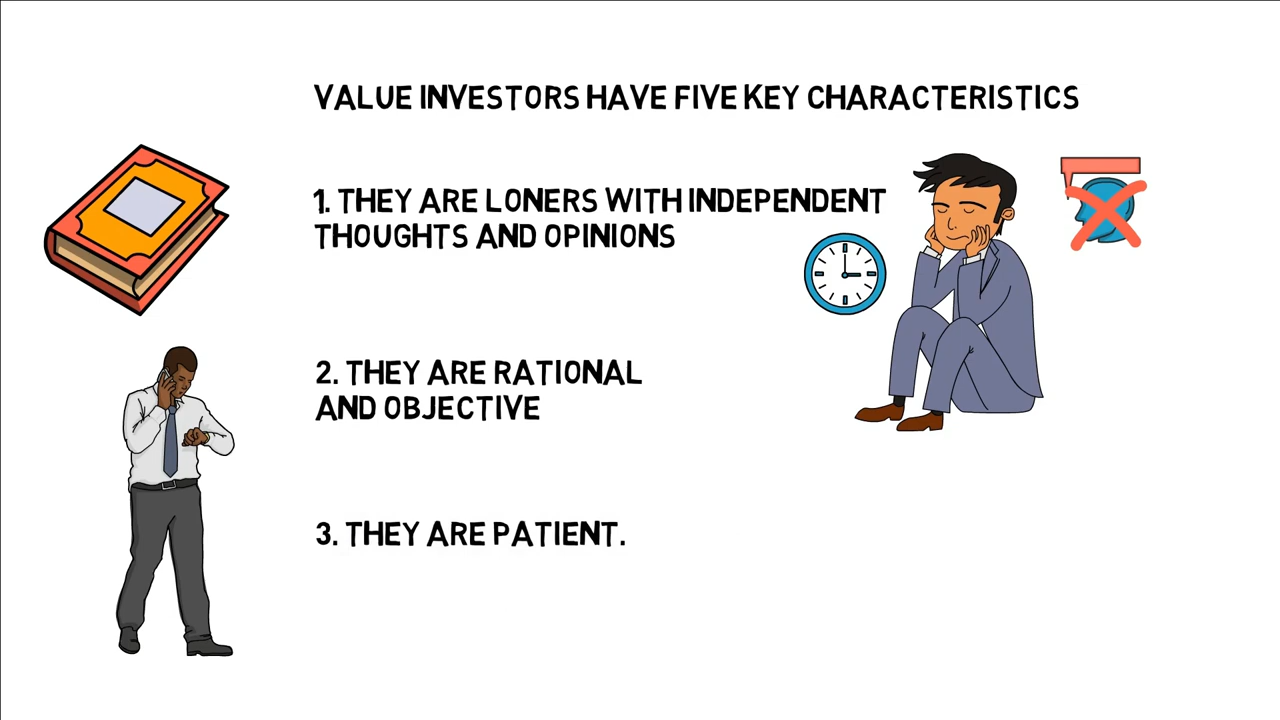 VALUE INVESTORS HAVE FIVE KEY CHARACTERISTICS
1. THEY ARE LONERS WITH INDEPENDENT
THOUGHTS AND OPINIONS
2. THEY ARE RATIONAL
AND OBJECTIVE
3. THEY ARE PATIENT.